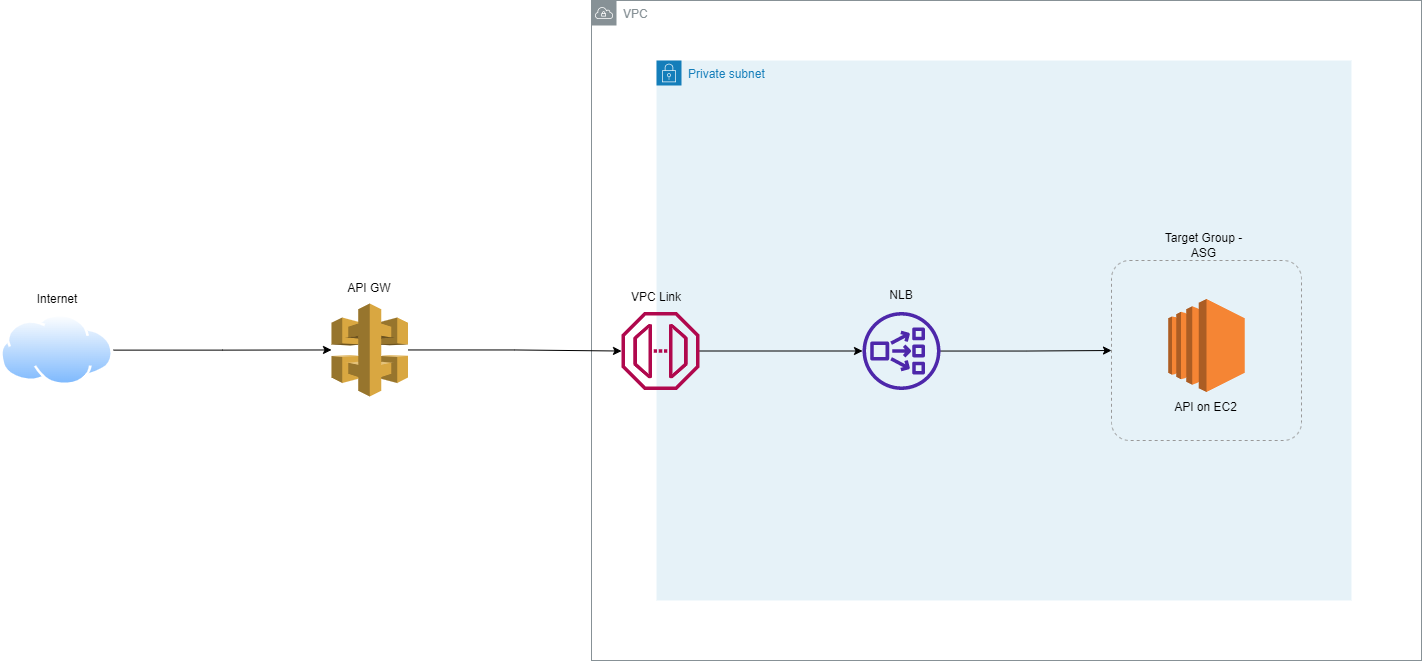 VPC
Private subnet
Target Group -
ASG
API GW
NLB
VPC Link
Internet
API on EC2